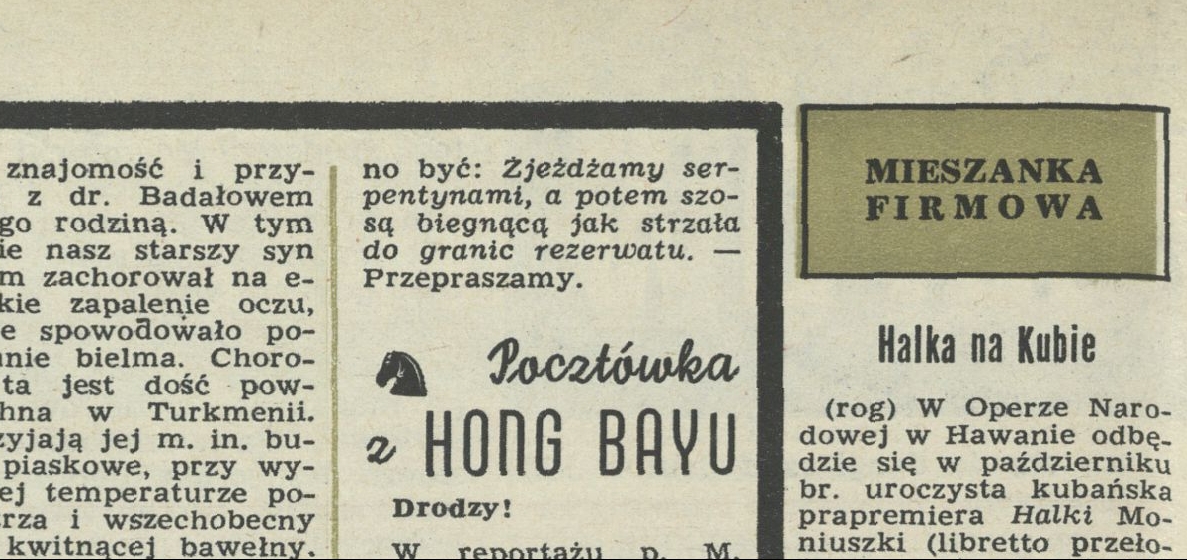 znajomość i przy-
z dr. Badałowem
go rodziną. W tym
ie nasz starszy syn
m zachorował na e-
kie zapalenie oczu,
e spowodowało po-
nie bielma. Choro-
ta jest dość pow-
hna w Turkmenii.
zyjają jej m. in. bu-
piaskowe, przy wy-
ej temperaturze po-
rza i wszechobecny
kwitnącej bawełny.
no być: Zjeżdżamy ser-
pentynami, a potem szo-
są biegnącą jak strzała
do granic rezerwatu. —
Przepraszamy.
Pocztówka
z HONG BAYU
Drodzy!
W reportażu p. M.
MIESZANKA
FIRMOWA
Halka na Kubie
(rog) W Operze Naro-
dowej w Hawanie odbę-
dzie się w październiku
br. uroczysta kubańska
prapremiera Halki Mo-
niuszki (libretto przeło-